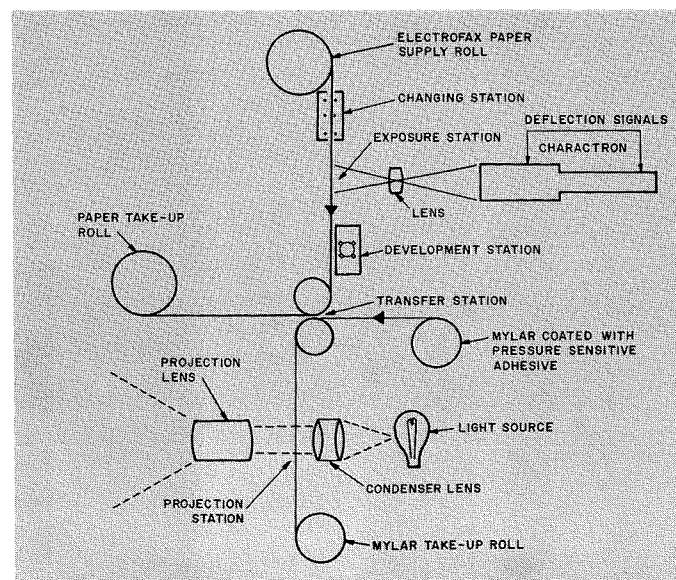 ELECTROFAX PAPER
SUPPLY ROLL
CHANGING STATION
DEFLECTION SIGNALS
EXPOSURE STATION
CHARACTRON
LENS
PAPER TAKE-UP
ROLL
DEVELOPMENT STATION
TRANSFER STATION
MYLAR COATED WITH
PRESSURE SENSITIVE
ADHESIVE
PROJECTION
LENS
LIGHT SOURCE
CONDENSER LENS
PROJECTION
STATION
MYLAR TAKE-UP ROLL